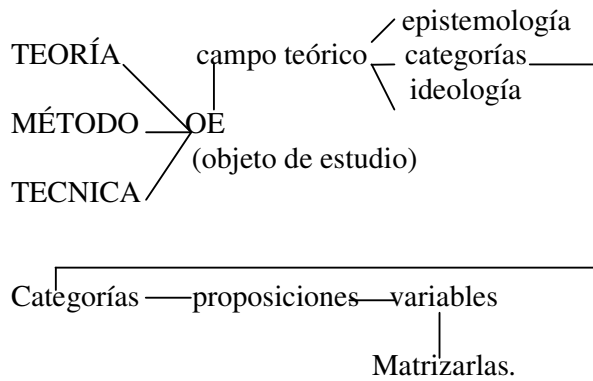 epistemología
TEORÍA campo teórico categorías
ideología
MÉTODO OE
(objeto de estudio)
TECNICA
Categorías proposiciones variables
Matrizarlas.